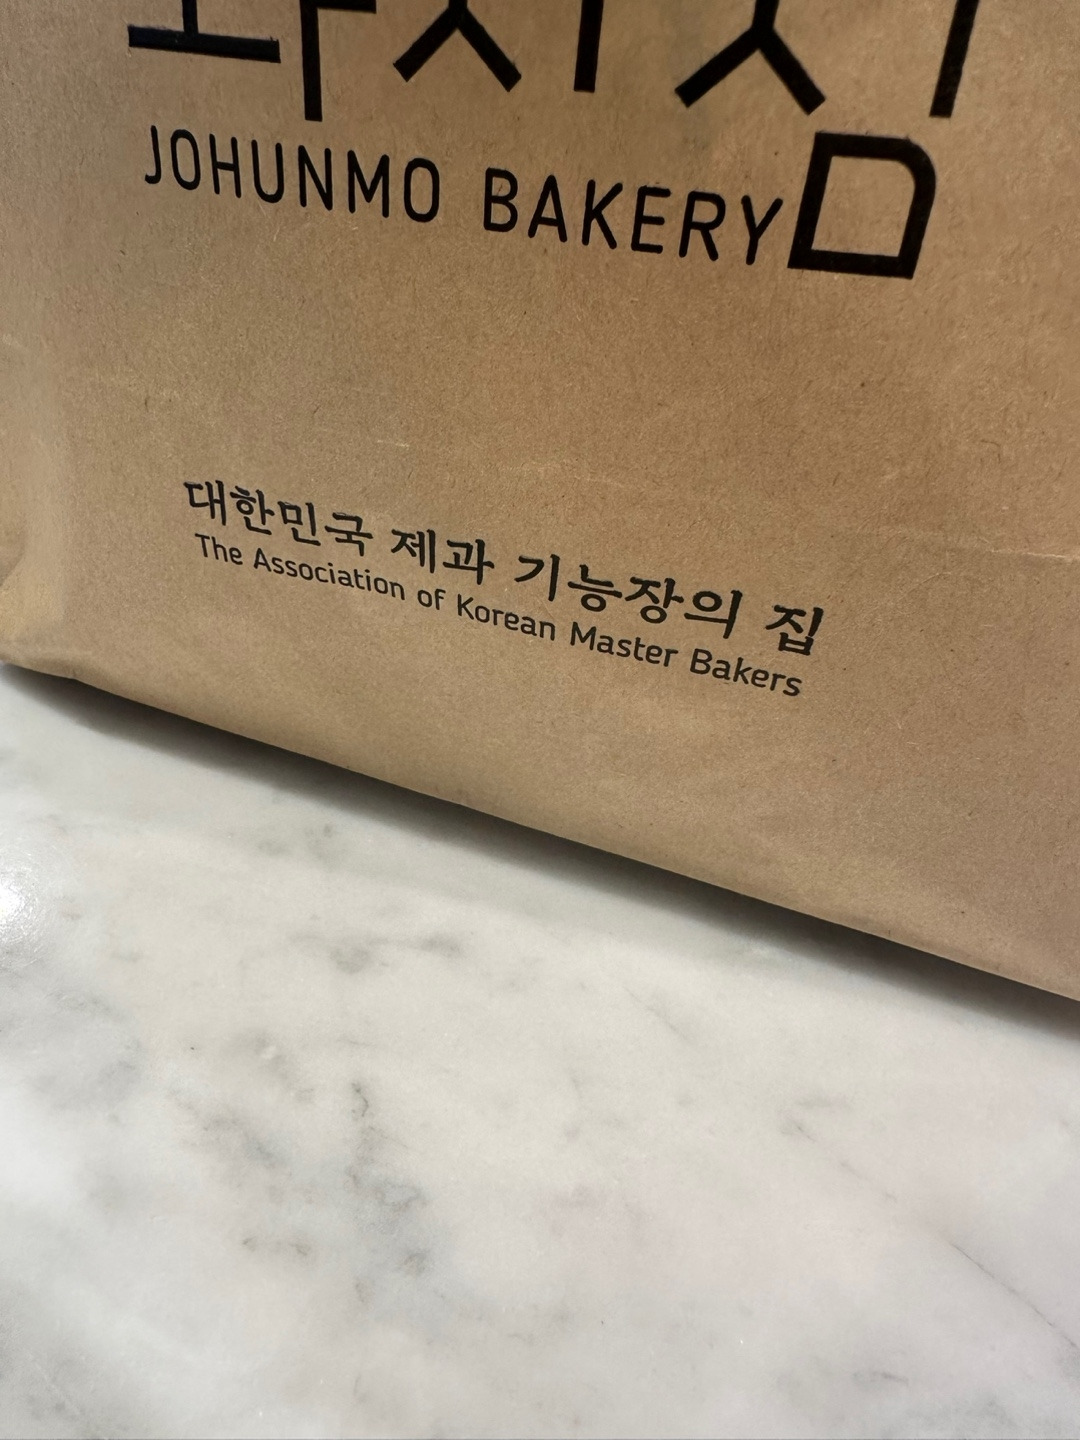 JOHUNMO BAKERY
대한민국 제과 기능장의 집
The Association of Korean Master Bakers